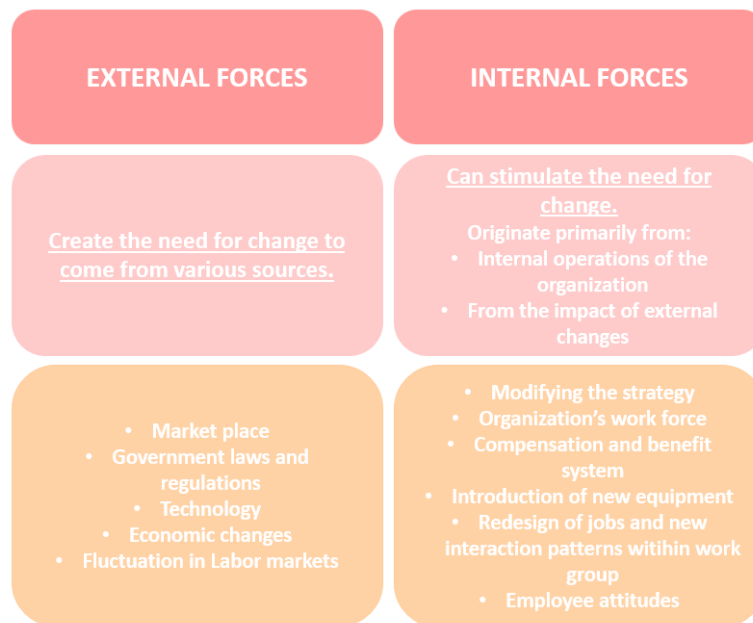 EXTERNAL FORCES
INTERNAL FORCES
Create the need for change to
come from various sources.
Can stimulate the need for
change.
Originate primarily from:
• Internal operations of the
organization
• From the impact of external
changes
• Market place
• Government laws and
regulations
• Technology
• Economic changes
• Fluctuation in Labor markets
• Modifying the strategy
• Organization’s work force
• Compensation and benefit
system
• Introduction of new equipment
• Redesign of jobs and new
interaction patterns witihin work
group
• Employee attitudes